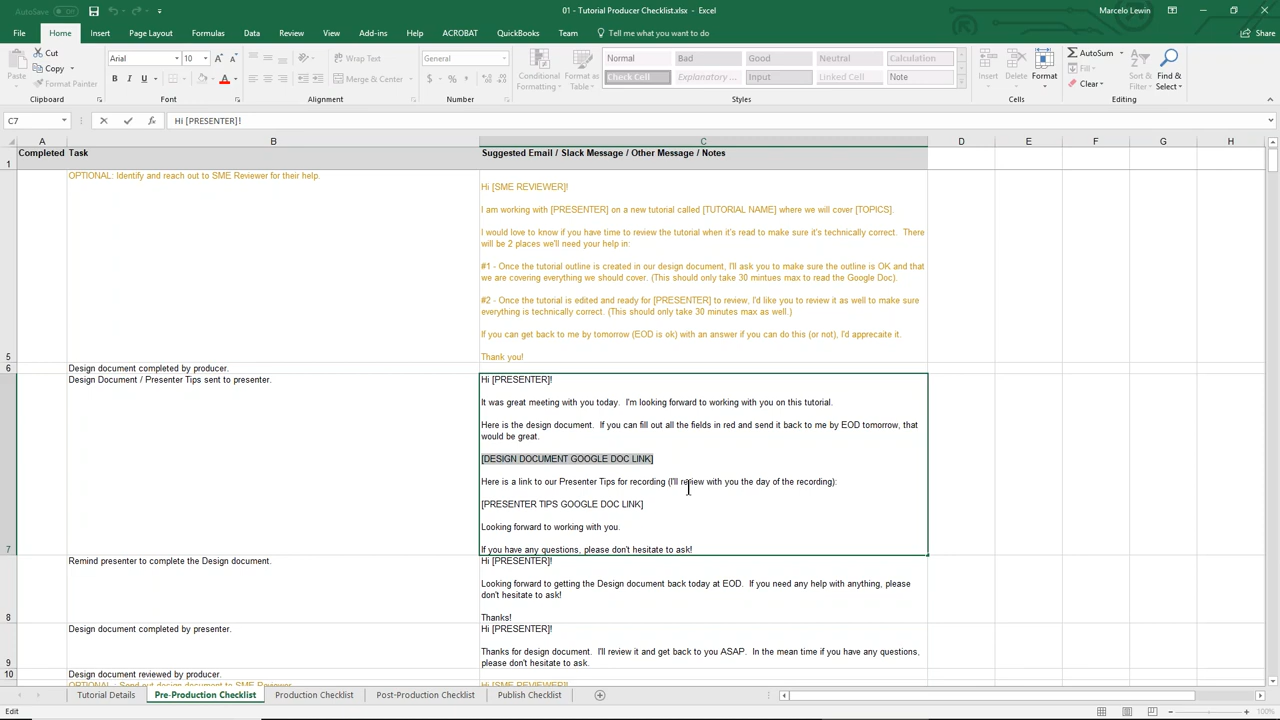 AutoSave Off
01 - Tutorial Producer Checklist.xlsx - Excel
Marcelo Lewin
File Home Insert Page Layout Formulas Data Review View Add-ins Help ACROBAT QuickBooks Team Tell me what you want to do Share
Paste
Cut
Copy
Format Painter
Clipboard
Arial 10
B I U
Font
Wrap Text
Merge & Center
Alignment
General
Number
Conditional Formatting
Format as Table
Normal Bad Good Neutral Calculation
Check Cell Explanatory ... Input Linked Cell Note
Styles
Insert Delete Format
Cells
AutoSum
Fill
Clear
Sort & Filter
Find & Select
Editing
C7 Hi [PRESENTER]!
A B C D E F G H
1 Completed Task Suggested Email / Slack Message / Other Message / Notes
OPTIONAL: Identify and reach out to SME Reviewer for their help.
Hi [SME REVIEWER]!
I am working with [PRESENTER] on a new tutorial called [TUTORIAL NAME] where we will cover [TOPICS].
I would love to know if you have time to review the tutorial when it's read to make sure it's technically correct. There
will be 2 places we'll need your help in:
#1 - Once the tutorial outline is created in our design document, I'll ask you to make sure the outline is OK and that
we are covering everything we should cover. (This should only take 30 mintues max to read the Google Doc).
#2 - Once the tutorial is edited and ready for [PRESENTER] to review, I'd like you to review it as well to make sure
everything is technically correct. (This should only take 30 minutes max as well.)
If you can get back to me by tomorrow (EOD is ok) with an answer if you can do this (or not), I'd apprecaite it.
5 Thank you!
6 Design document completed by producer.
Design Document / Presenter Tips sent to presenter.
Hi [PRESENTER]!
It was great meeting with you today. I'm looking forward to working with you on this tutorial.
Here is the design document. If you can fill out all the fields in red and send it back to me by EOD tomorrow, that
would be great.
[DESIGN DOCUMENT GOOGLE DOC LINK]
Here is a link to our Presenter Tips for recording (I'll review with you the day of the recording):
[PRESENTER TIPS GOOGLE DOC LINK]
Looking forward to working with you.
7 If you have any questions, please don't hesitate to ask!
Remind presenter to complete the Design document.
Hi [PRESENTER]!
Looking forward to getting the Design document back today at EOD. If you need any help with anything, please
don't hesitate to ask!
8 Thanks!
Design document completed by presenter.
Hi [PRESENTER]!
Thanks for design document. I'll review it and get back to you ASAP. In the mean time if you have any questions,
9 please don't hesitate to ask.
10 Design document reviewed by producer.
OPTIONAL - Send out design document to SME Reviewer
Hi [SME REVIEWER]!
Tutorial Details Pre-Production Checklist Production Checklist Post-Production Checklist Publish Checklist
Edit
100%